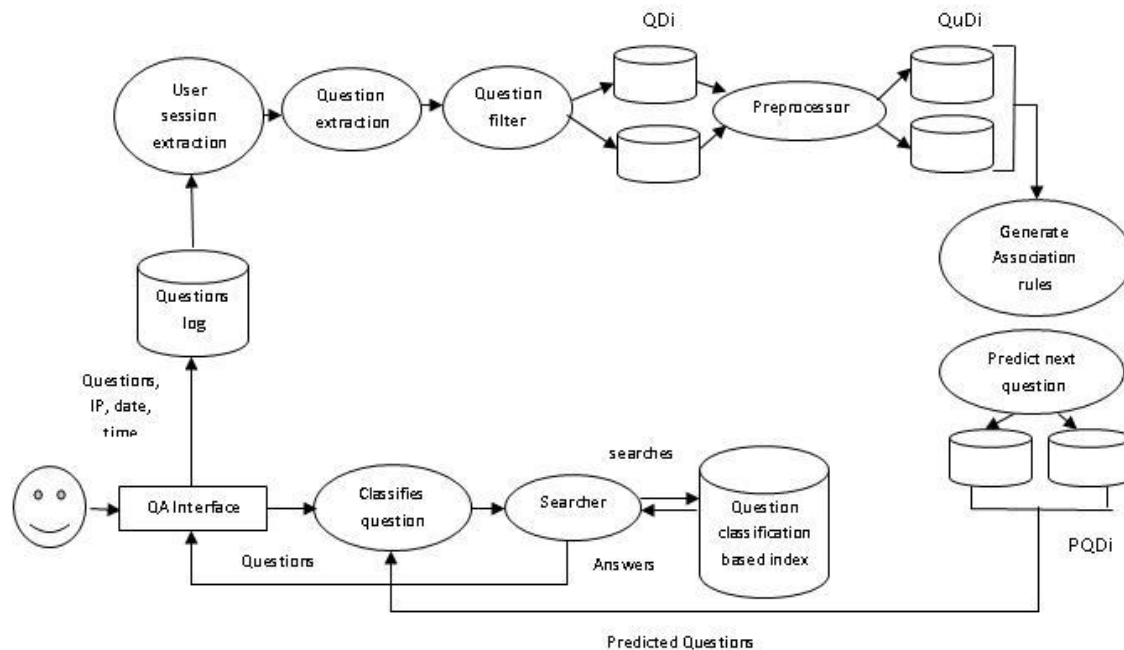 QDi
QuDi
User
session
extraction
Question
extraction
Question
filter
Preprocessor
Generate
Association
rules
Questions
log
Predict next
question
Questions,
IP, date,
time
searches
QA Interface
Classifies
question
Searcher
Question
classification
based index
Questions
Answers
PQDi
Predicted Questions